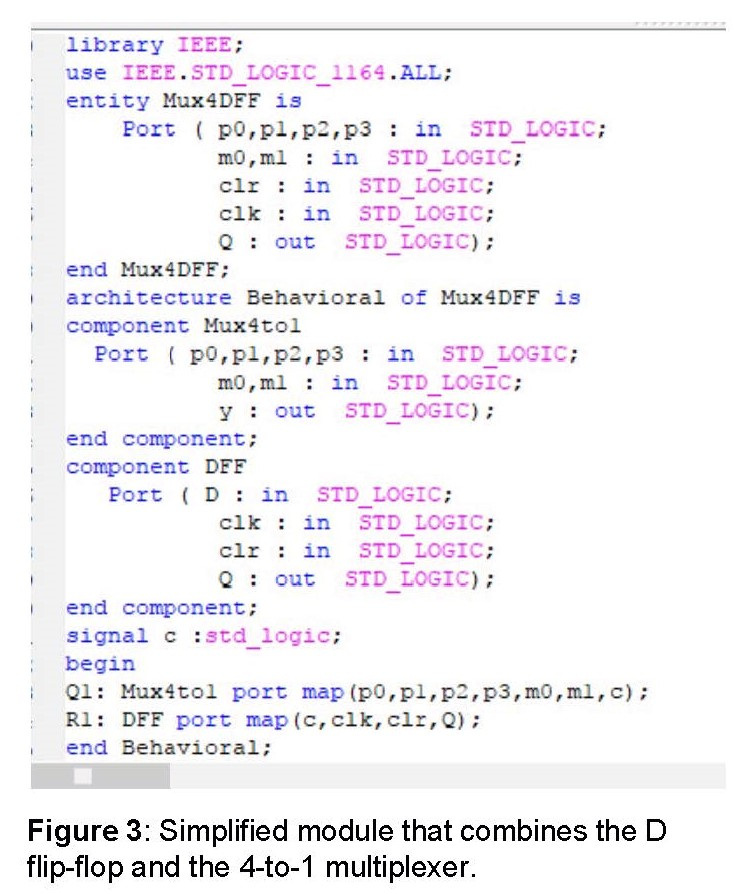 library IEEE;
use IEEE.STD_LOGIC_1164.ALL;
entity Mux4DFF is
Port ( p0,p1,p2,p3 : in STD_LOGIC;
m0,m1 : in STD_LOGIC;
clr : in STD_LOGIC;
clk : in STD_LOGIC;
Q : out STD_LOGIC);
end Mux4DFF;
architecture Behavioral of Mux4DFF is
component Mux4to1
Port ( p0,p1,p2,p3 : in STD_LOGIC;
m0,m1 : in STD_LOGIC;
y : out STD_LOGIC);
end component;
component DFF
Port ( D : in STD_LOGIC;
clk : in STD_LOGIC;
clr : in STD_LOGIC;
Q : out STD_LOGIC);
end component;
signal c :std_logic;
begin
Q1: Mux4to1 port map(p0,p1,p2,p3,m0,m1,c);
R1: DFF port map(c,clk,clr,Q);
end Behavioral;
Figure 3: Simplified module that combines the D
flip-flop and the 4-to-1 multiplexer.